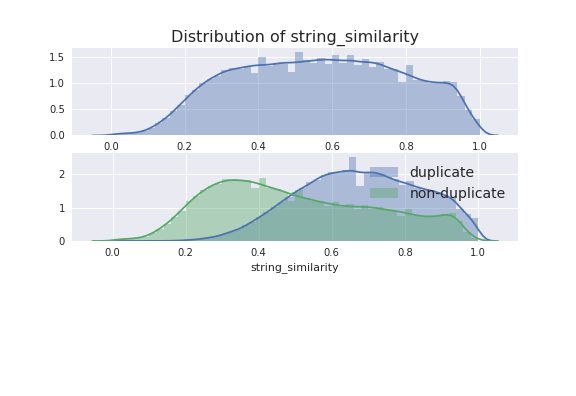 Distribution of string_similarity
1.5
1.0
0.5
0.0
0.0 0.2 0.4 0.6 0.8 1.0
2
1
0
duplicate
non-duplicate
0.0 0.2 0.4 0.6 0.8 1.0
string_similarity